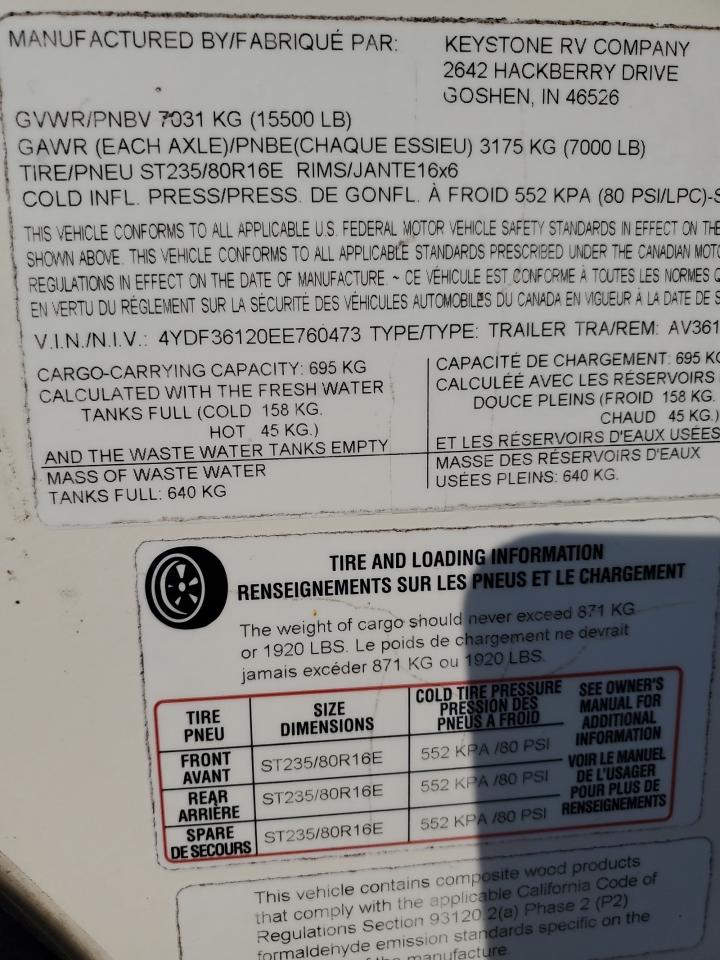 MANUFACTURED BY/FABRIQUÉ PAR: KEYSTONE RV COMPANY
2642 HACKBERRY DRIVE
GOSHEN, IN 46526
GVWR/PNBV 7031 KG (15500 LB)
GAWR (EACH AXLE)/PNBE(CHAQUE ESSIEU) 3175 KG (7000 LB)
TIRE/PNEU ST235/80R16E RIMS/JANTE16x6
COLD INFL. PRESS/PRESS. DE GONFL. À FROID 552 KPA (80 PSI/LPC)-S
THIS VEHICLE CONFORMS TO ALL APPLICABLE U.S. FEDERAL MOTOR VEHICLE SAFETY STANDARDS IN EFFECT ON THE
SHOWN ABOVE. THIS VEHICLE CONFORMS TO ALL APPLICABLE STANDARDS PRESCRIBED UNDER THE CANADIAN MOTO
REGULATIONS IN EFFECT ON THE DATE OF MANUFACTURE. ~ CE VÉHICULE EST CONFORME À TOUTES LES NORMES Q
EN VERTU DU RÉGLEMENT SUR LA SÉCURITÉ DES VÉHICULES AUTOMOBILES DU CANADA EN VIGUEUR À LA DATE DE S
V.I.N./N.I.V.: 4YDF36120EE760473 TYPE/TYPE: TRAILER TRA/REM: AV361
CARGO-CARRYING CAPACITY: 695 KG
CALCULATED WITH THE FRESH WATER
TANKS FULL (COLD 158 KG.
HOT 45 KG.)
AND THE WASTE WATER TANKS EMPTY
MASS OF WASTE WATER
TANKS FULL: 640 KG
CAPACITÉ DE CHARGEMENT: 695 KG
CALCULÉE AVEC LES RÉSERVOIRS
DOUCE PLEINS (FROID 158 KG.
CHAUD 45 KG.)
ET LES RÉSERVOIRS D'EAUX USÉES
MASSE DES RÉSERVOIRS D'EAUX
USÉES PLEINS: 640 KG.
TIRE AND LOADING INFORMATION
RENSEIGNEMENTS SUR LES PNEUS ET LE CHARGEMENT
The weight of cargo should never exceed 871 KG
or 1920 LBS. Le poids de chargement ne devrait
jamais excéder 871 KG ou 1920 LBS.
TIRE
PNEU
SIZE
DIMENSIONS
COLD TIRE PRESSURE
PRESSION DES
PNEUS A FROID
SEE OWNER'S
MANUAL FOR
ADDITIONAL
INFORMATION
VOIR LE MANUEL
DE L'USAGER
POUR PLUS DE
RENSEIGNEMENTS
FRONT
AVANT
ST235/80R16E
552 KPA /80 PSI
REAR
ARRIÈRE
ST235/80R16E
552 KPA /80 PSI
SPARE
DE SECOURS
ST235/80R16E
552 KPA /80 PSI
This vehicle contains composite wood products
that comply with the applicable California Code of
Regulations Section 93120.2(a) Phase 2 (P2)
formaldehyde emission standards specific on the
of the manufacture.